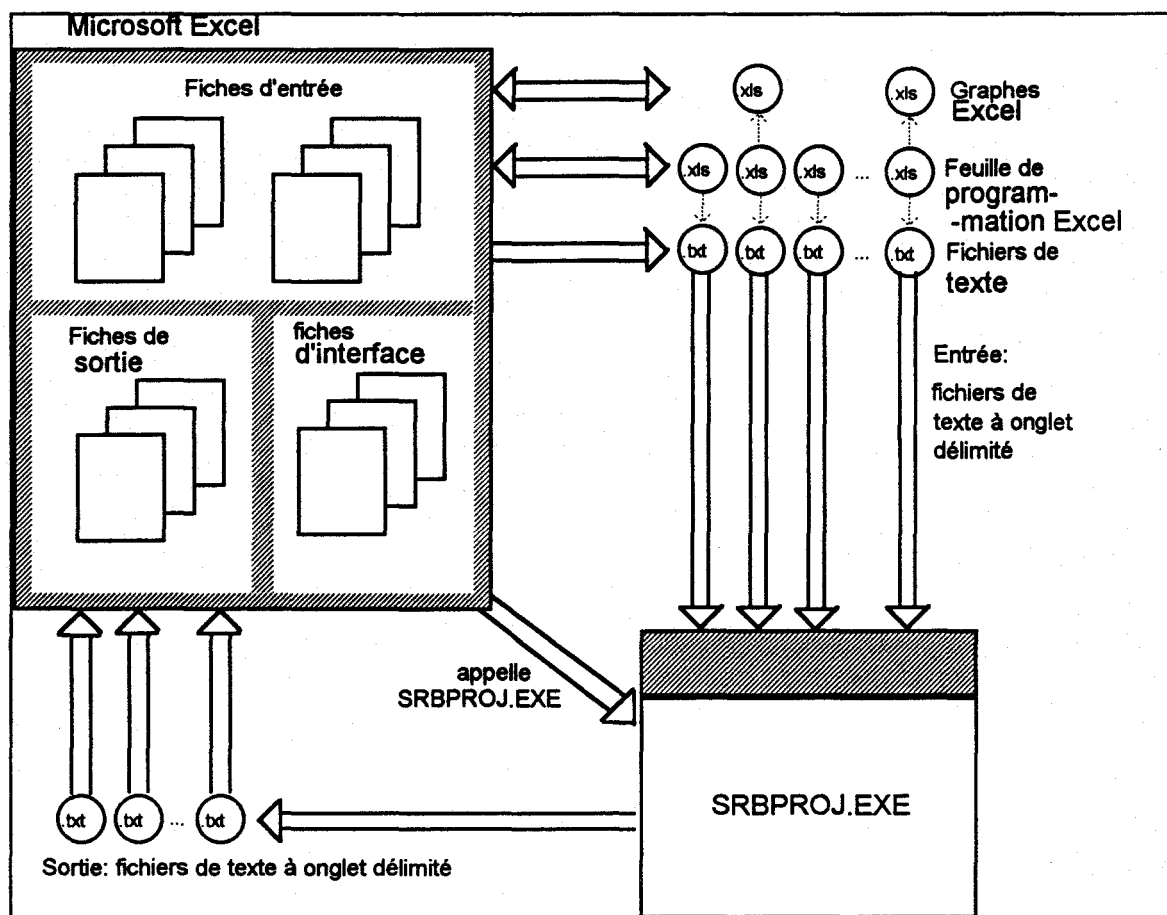 Microsoft Excel
Fiches d'entrée
.xls
.xls
Graphes
Excel
.xls
.xls
.xls
...
.xls
Feuille de
program-
-mation Excel
.txt
.txt
.txt
...
.txt
Fichiers de
texte
Fiches de
sortie
fiches
d'interface
Entrée:
fichiers de
texte à onglet
délimité
appelle
SRBPROJ.EXE
SRBPROJ.EXE
.txt
.txt
...
.txt
Sortie: fichiers de texte à onglet délimité